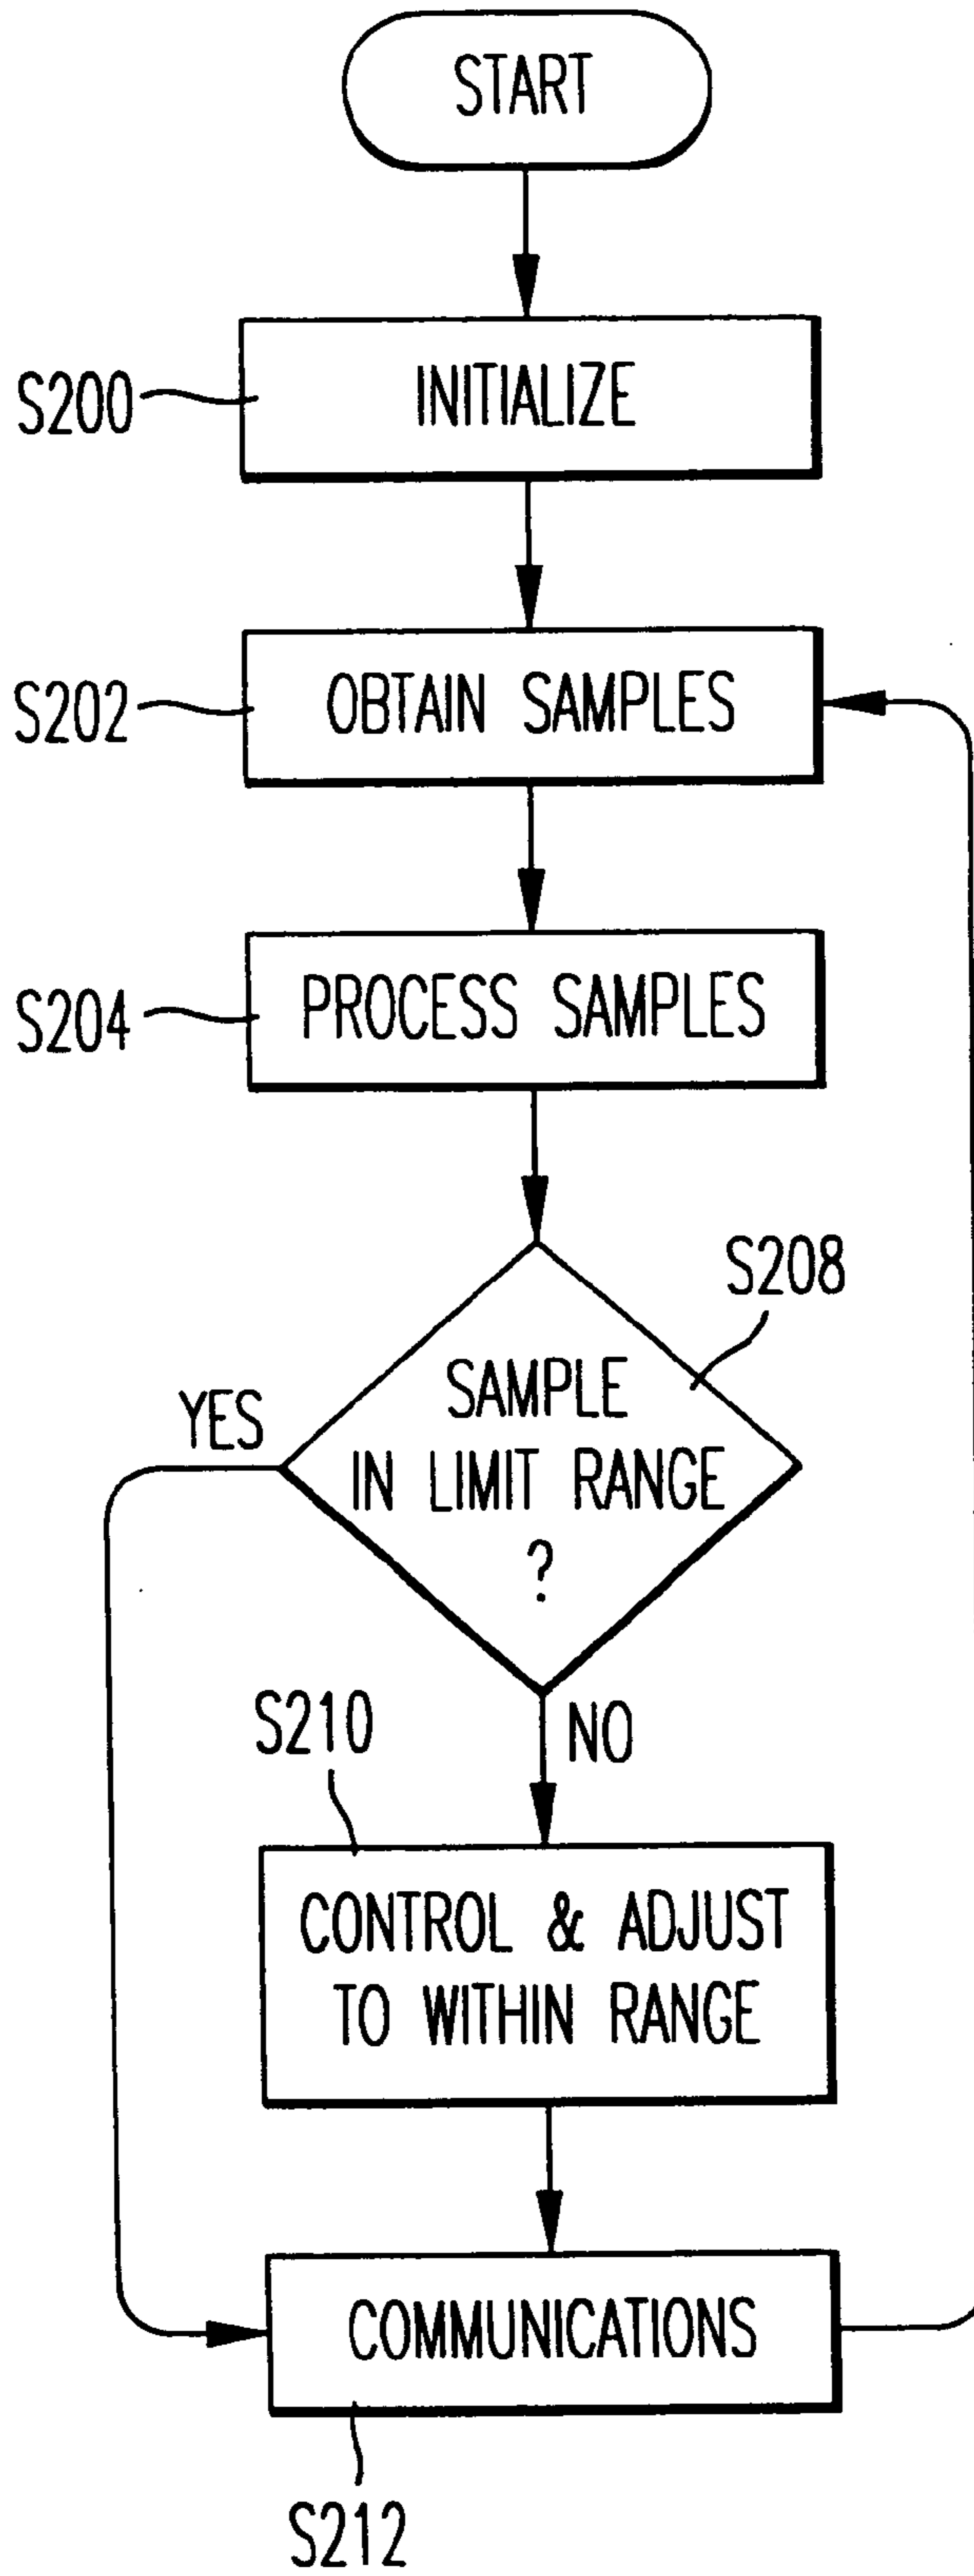 START
S200
INITIALIZE
S202
OBTAIN SAMPLES
S204
PROCESS SAMPLES
S208
SAMPLE
IN LIMIT RANGE
?
YES
NO
S210
CONTROL & ADJUST
TO WITHIN RANGE
COMMUNICATIONS
S212